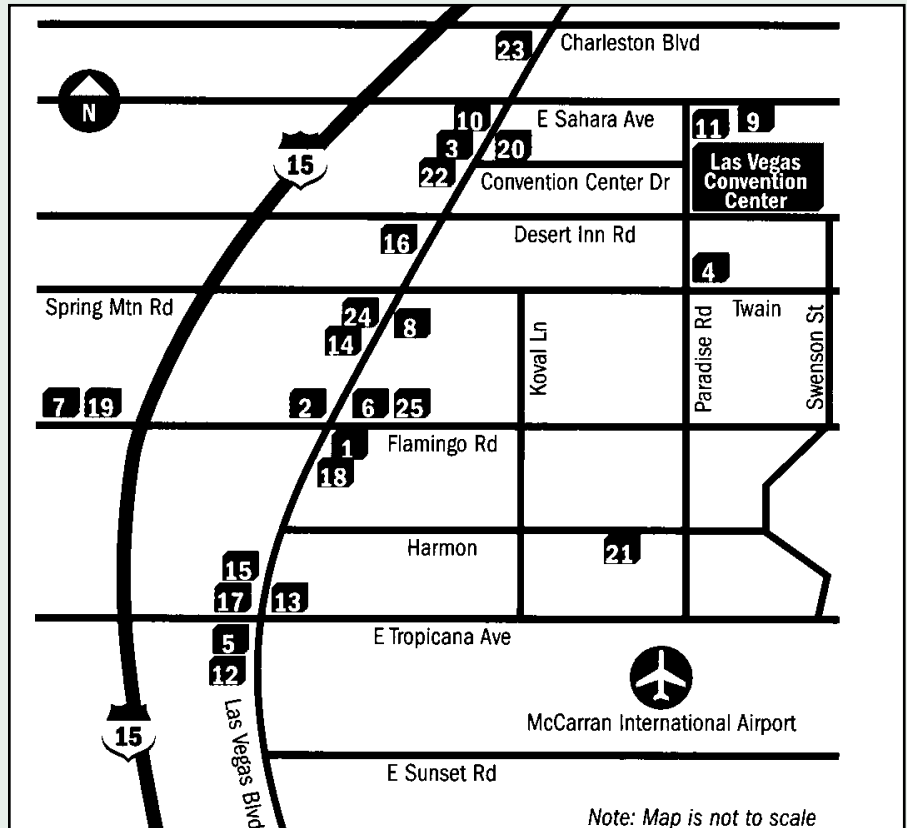 23
Charleston Blvd
N
10
E Sahara Ave
11
9
15
3
20
22
Convention Center Dr
Las Vegas
Convention
Center
16
Desert Inn Rd
4
Spring Mtn Rd
24
8
Twain
14
Koval Ln
Paradise Rd
Swenson St
7
19
2
6
25
1
Flamingo Rd
18
Harmon
21
15
17
13
E Tropicana Ave
5
12
15
Las Vegas Blvd
McCarran International Airport
E Sunset Rd
Note: Map is not to scale